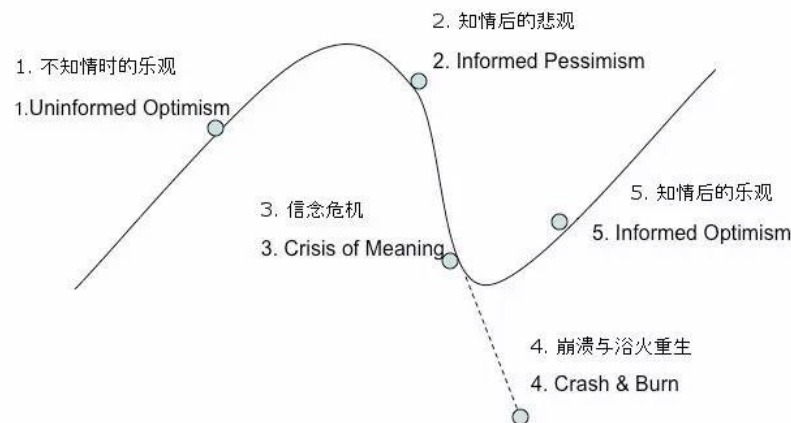 1. 不知情时的乐观
1.Uninformed Optimism
2. 知情后的悲观
2. Informed Pessimism
3. 信念危机
3. Crisis of Meaning
4. 崩溃与浴火重生
4. Crash & Burn
5. 知情后的乐观
5. Informed Optimism